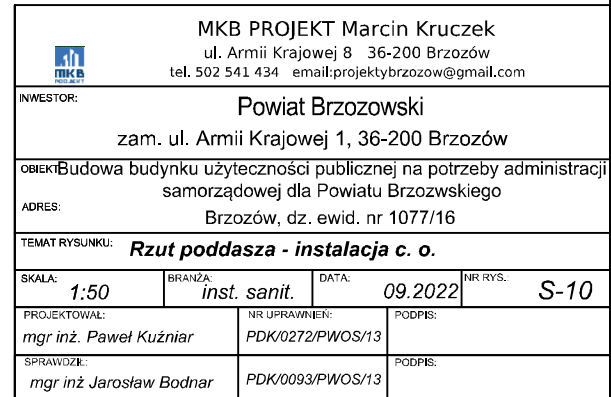 MKB PROJEKT Marcin Kruczek
ul. Armii Krajowej 8 36-200 Brzozów
tel. 502 541 434 email:projektybrzozow@gmail.com
MKB
PROJEKT
INWESTOR:
Powiat Brzozowski
zam. ul. Armii Krajowej 1, 36-200 Brzozów
OBIEKT Budowa budynku użyteczności publicznej na potrzeby administracji
samorządowej dla Powiatu Brzozwskiego
ADRES:
Brzozów, dz. ewid. nr 1077/16
TEMAT RYSUNKU: Rzut poddasza - instalacja c. o.
SKALA: 1:50 BRANŻA: inst. sanit. DATA: 09.2022 NR RYS.: S-10
PROJEKTOWAŁ: NR UPRAWNIEŃ: PODPIS:
mgr inż. Paweł Kuźniar PDK/0272/PWOS/13
SPRAWDZIŁ: PODPIS:
mgr inż Jarosław Bodnar PDK/0093/PWOS/13